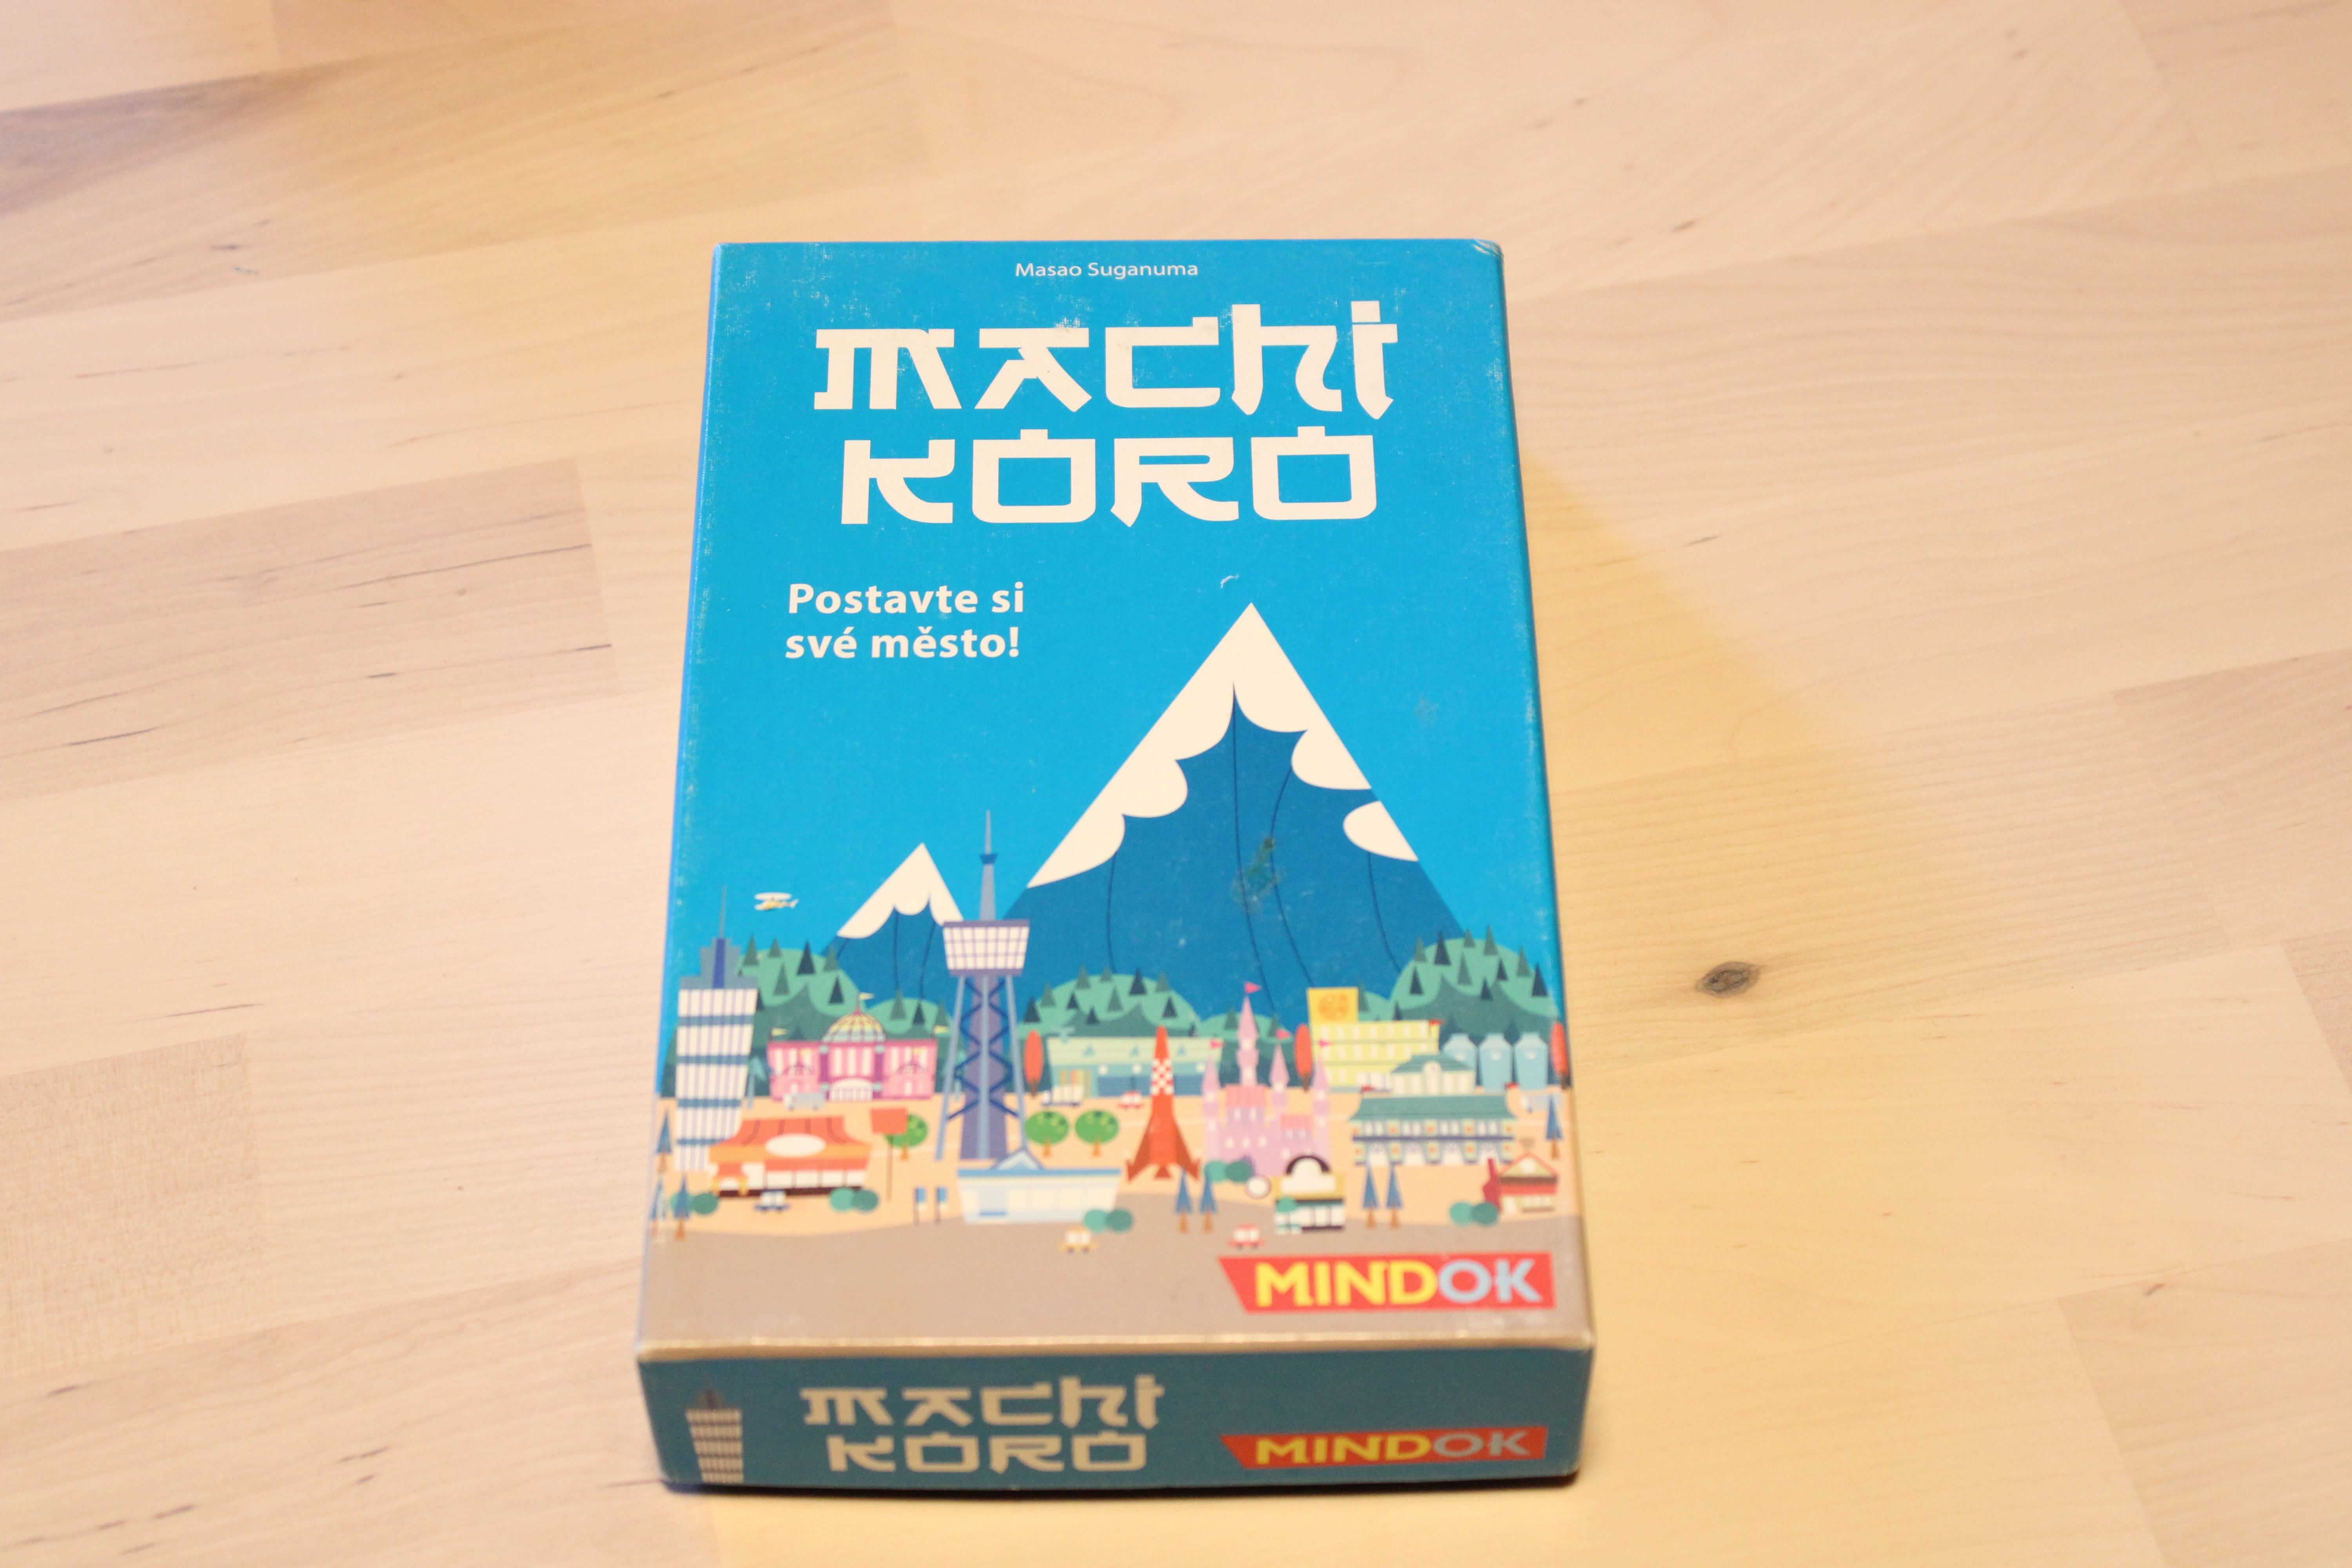 Masao Suganuma
MACHI
KORO
Postavte si
své město!
MINDOK
MACHI
KORO
MINDOK